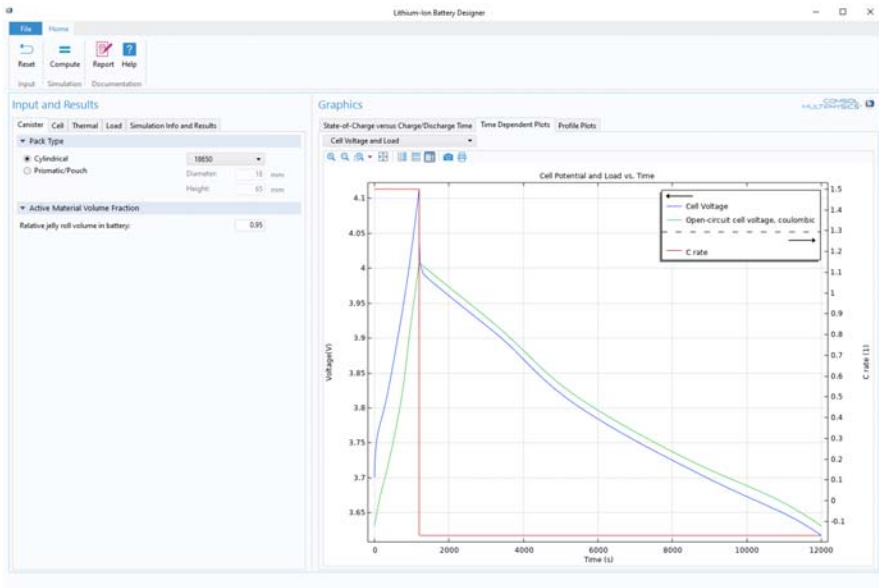 Lithium-Ion Battery Designer
File Home
Reset Compute Report Help
Input Simulation Documentation
Input and Results
Canister Cell Thermal Load Simulation Info and Results
Pack Type
Cylindrical 18650
Prismatic/Pouch Diameter: 18 mm
Height: 65 mm
Active Material Volume Fraction
Relative jelly roll volume in battery: 0.95
Graphics
COMSOL
MULTIPHYSICS
State-of-Charge versus Charge/Discharge Time Time Dependent Plots Profile Plots
Cell Voltage and Load
Cell Potential and Load vs. Time
Cell Voltage
Open-circuit cell voltage, coulombic
C rate
Voltage(V)
4.1
4.05
4
3.95
3.9
3.85
3.8
3.75
3.7
3.65
1.5
1.4
1.3
1.2
1.1
1
0.9
0.8
0.7
0.6
0.5
0.4
0.3
0.2
0.1
0
-0.1
C rate (1)
0 2000 4000 6000 8000 10000 12000
Time (s)